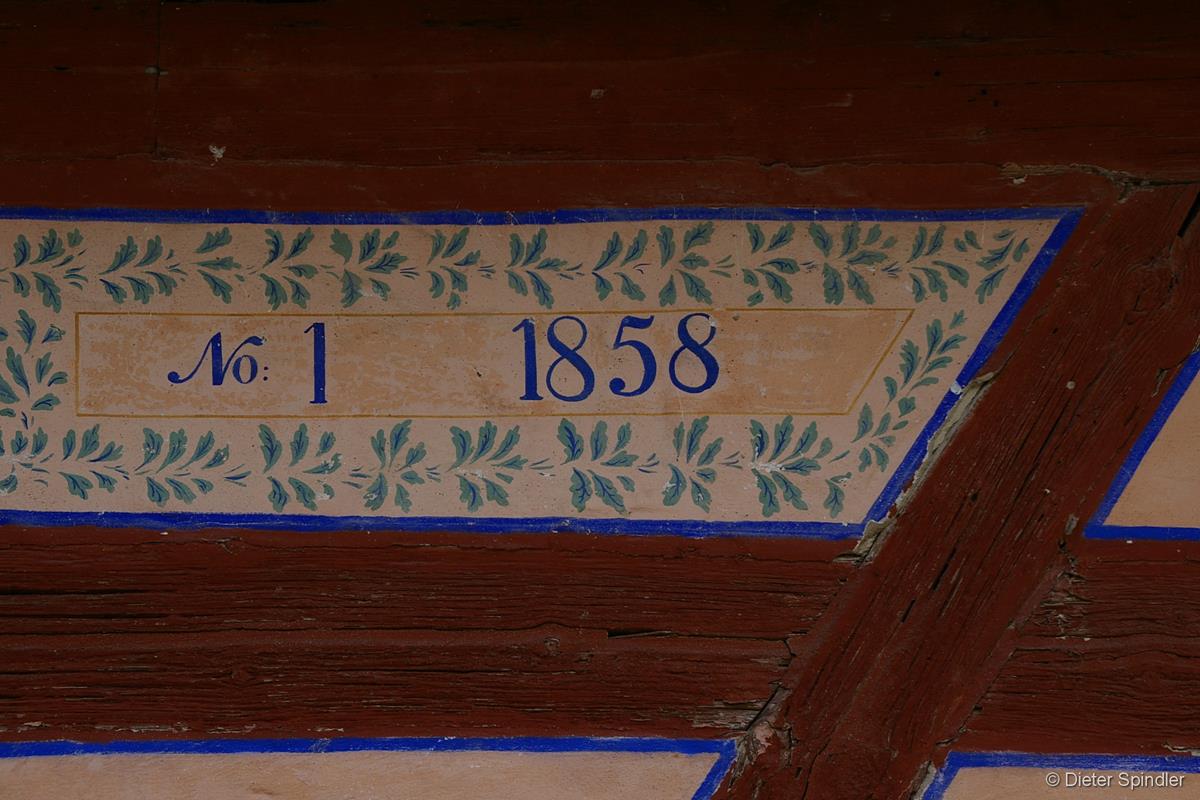 No: 1 1858
© Dieter Spindler